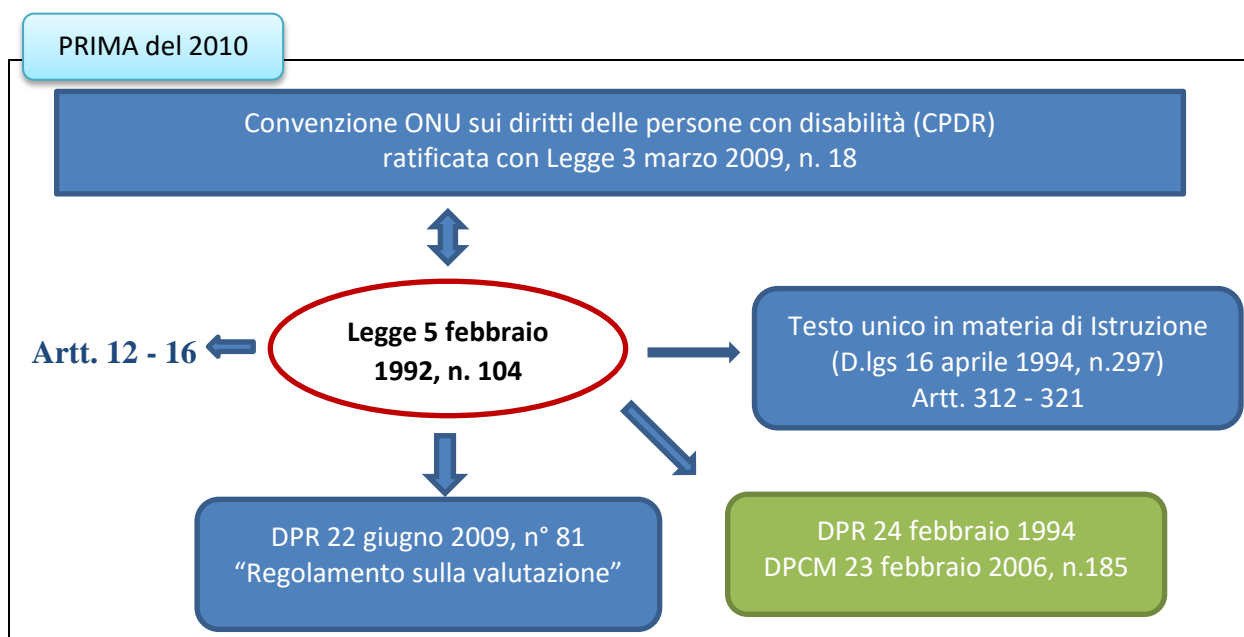 PRIMA del 2010
Convenzione ONU sui diritti delle persone con disabilità (CPDR)
ratificata con Legge 3 marzo 2009, n. 18
Artt. 12 - 16
Legge 5 febbraio
1992, n. 104
Testo unico in materia di Istruzione
(D.lgs 16 aprile 1994, n.297)
Artt. 312 - 321
DPR 22 giugno 2009, n° 81
“Regolamento sulla valutazione”
DPR 24 febbraio 1994
DPCM 23 febbraio 2006, n.185